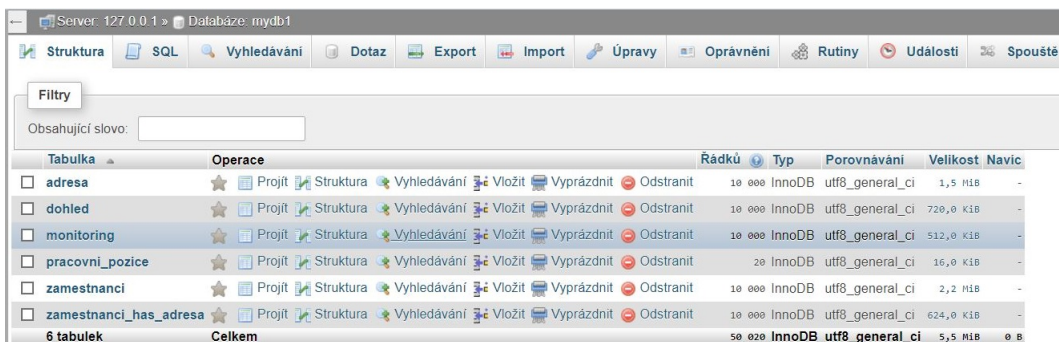 ← Server: 127.0.0.1 » Databáze: mydb1
Struktura SQL Vyhledávání Dotaz Export Import Úpravy Oprávnění Rutiny Události Spouště
Filtry
Obsahující slovo:
Tabulka Operace Řádků Typ Porovnávání Velikost Navíc
adresa Projít Struktura Vyhledávání Vložit Vyprázdnit Odstranit 10 000 InnoDB utf8_general_ci 1,5 MiB -
dohled Projít Struktura Vyhledávání Vložit Vyprázdnit Odstranit 10 000 InnoDB utf8_general_ci 720,0 KiB -
monitoring Projít Struktura Vyhledávání Vložit Vyprázdnit Odstranit 10 000 InnoDB utf8_general_ci 512,0 KiB -
pracovni_pozice Projít Struktura Vyhledávání Vložit Vyprázdnit Odstranit 20 InnoDB utf8_general_ci 16,0 KiB -
zamestnanci Projít Struktura Vyhledávání Vložit Vyprázdnit Odstranit 10 000 InnoDB utf8_general_ci 2,2 MiB -
zamestnanci_has_adresa Projít Struktura Vyhledávání Vložit Vyprázdnit Odstranit 10 000 InnoDB utf8_general_ci 624,0 KiB -
6 tabulek Celkem 50 020 InnoDB utf8_general_ci 5,5 MiB 0 B